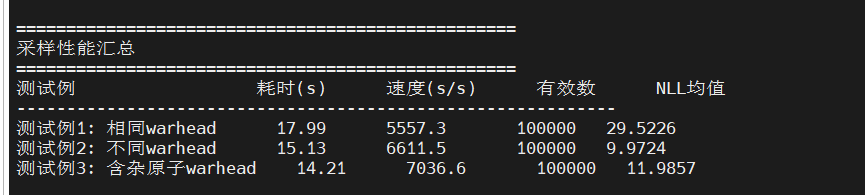 ==================================================
采样性能汇总
==================================================
测试例 耗时(s) 速度(s/s) 有效数 NLL均值
------------------------------------------------------------
测试例1: 相同warhead 17.99 5557.3 100000 29.5226
测试例2: 不同warhead 15.13 6611.5 100000 9.9724
测试例3: 含杂原子warhead 14.21 7036.6 100000 11.9857